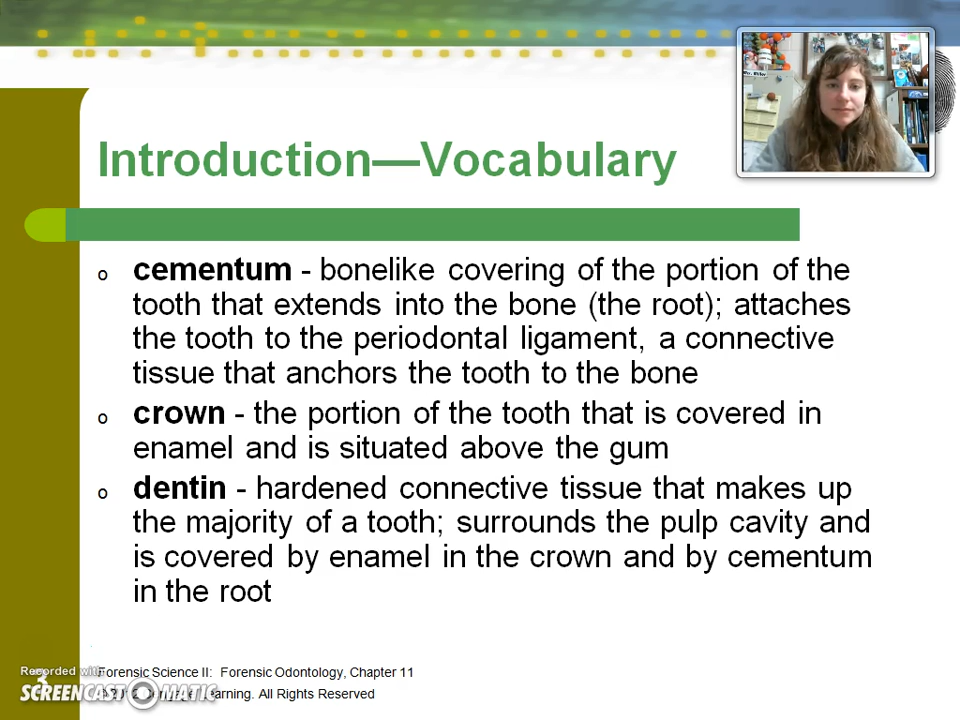 Introduction—Vocabulary
o cementum - bonelike covering of the portion of the
tooth that extends into the bone (the root); attaches
the tooth to the periodontal ligament, a connective
tissue that anchors the tooth to the bone
o crown - the portion of the tooth that is covered in
enamel and is situated above the gum
o dentin - hardened connective tissue that makes up
the majority of a tooth; surrounds the pulp cavity and
is covered by enamel in the crown and by cementum
in the root
Recorded with
3
Forensic Science II: Forensic Odontology, Chapter 11
SCREENCAST MATIC
Learning. All Rights Reserved